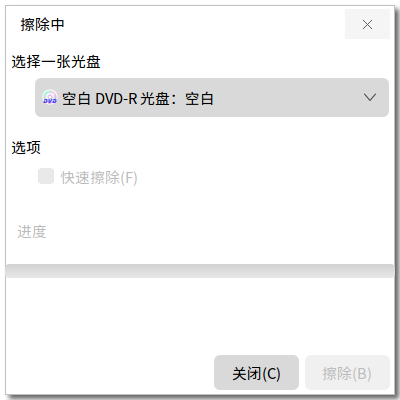 擦除中
选择一张光盘
DVD 空白 DVD-R 光盘：空白
选项
快速擦除(F)
进度
关闭(C) 擦除(B)